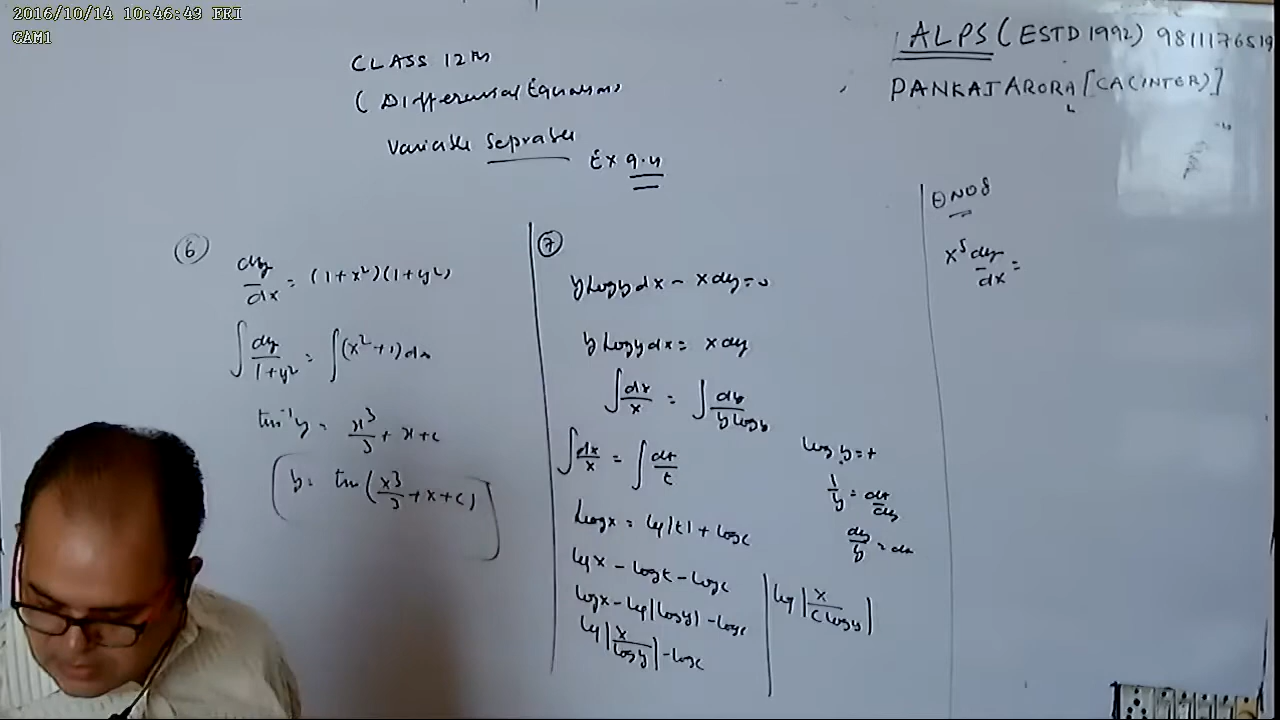 2016/10/14 10:46:43 FRI
CAM1
ALPS (ESTD 1992) 9811176519
PANKAJ ARORA [CA(INTER)]
CLASS 12th
(Differential Equations
Variable Seprable
Ex 9.4
6
dy/dx = (1+x²)(1+y²)
∫ dy/1+y² = ∫(x²+1)dx
tan⁻¹y = x³/3 + x + c
y = tan(x³/3 + x + c)
7
y log y dx - x dy = 0
y log y dx = x dy
∫ dx/x = ∫ dy/y log y
log y = t
∫ dx/x = ∫ dt/t
1/y = dt/dy
dy/y = dt
log x = log|t| + log c
log x - log t - log c
log x - log|log y| - log c
log |x/log y| - log c
log |x/c log y|
QNO8
x⁵ dy/dx =